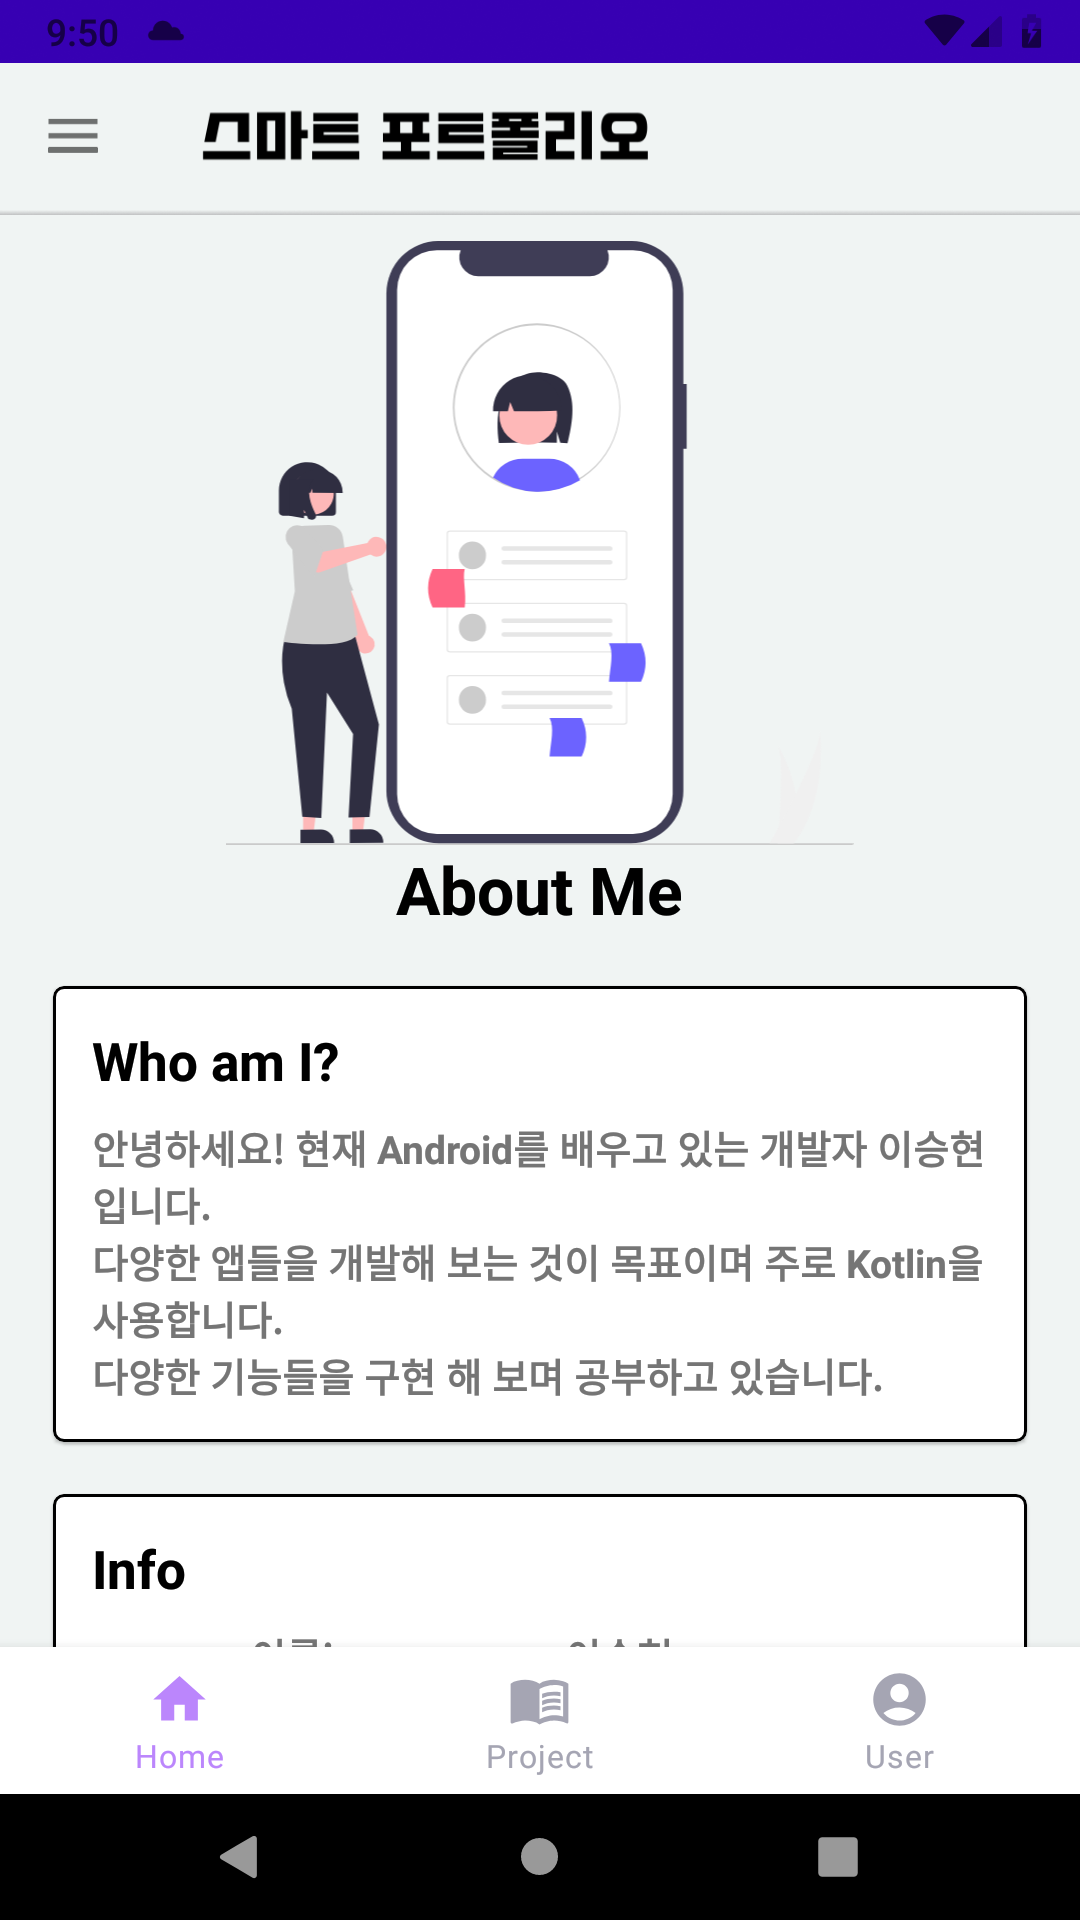 9:50
스마트 포트폴리오
About Me
Who am I?
안녕하세요! 현재 Android를 배우고 있는 개발자 이승현
입니다.
다양한 앱들을 개발해 보는 것이 목표이며 주로 Kotlin을
사용합니다.
다양한 기능들을 구현 해 보며 공부하고 있습니다.
Info
Home
Project
User